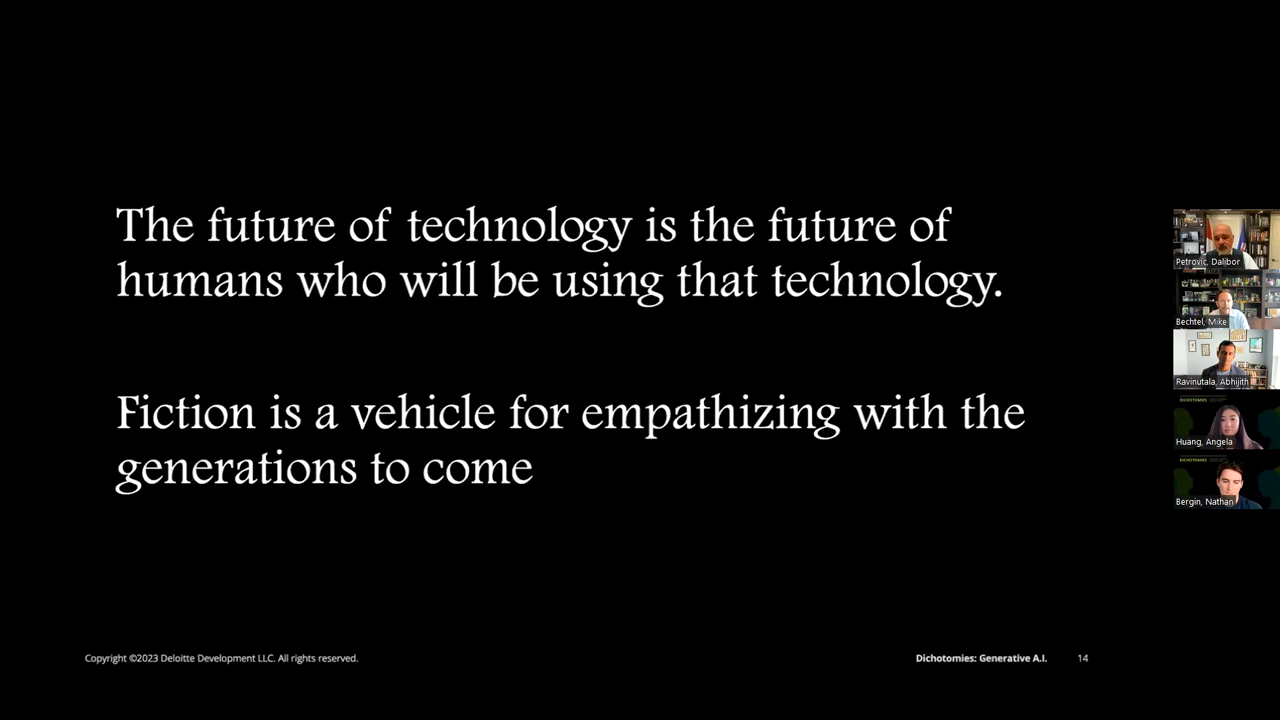 The future of technology is the future of
humans who will be using that technology.
Fiction is a vehicle for empathizing with the
generations to come
Petrovic, Dalibor
Bechtel, Mike
Ravinutala, Abhijith
DICHOTOMIES
Huang, Angela
DICHOTOMIES
Bergin, Nathan
Copyright ©2023 Deloitte Development LLC. All rights reserved.
Dichotomies: Generative A.I. 14